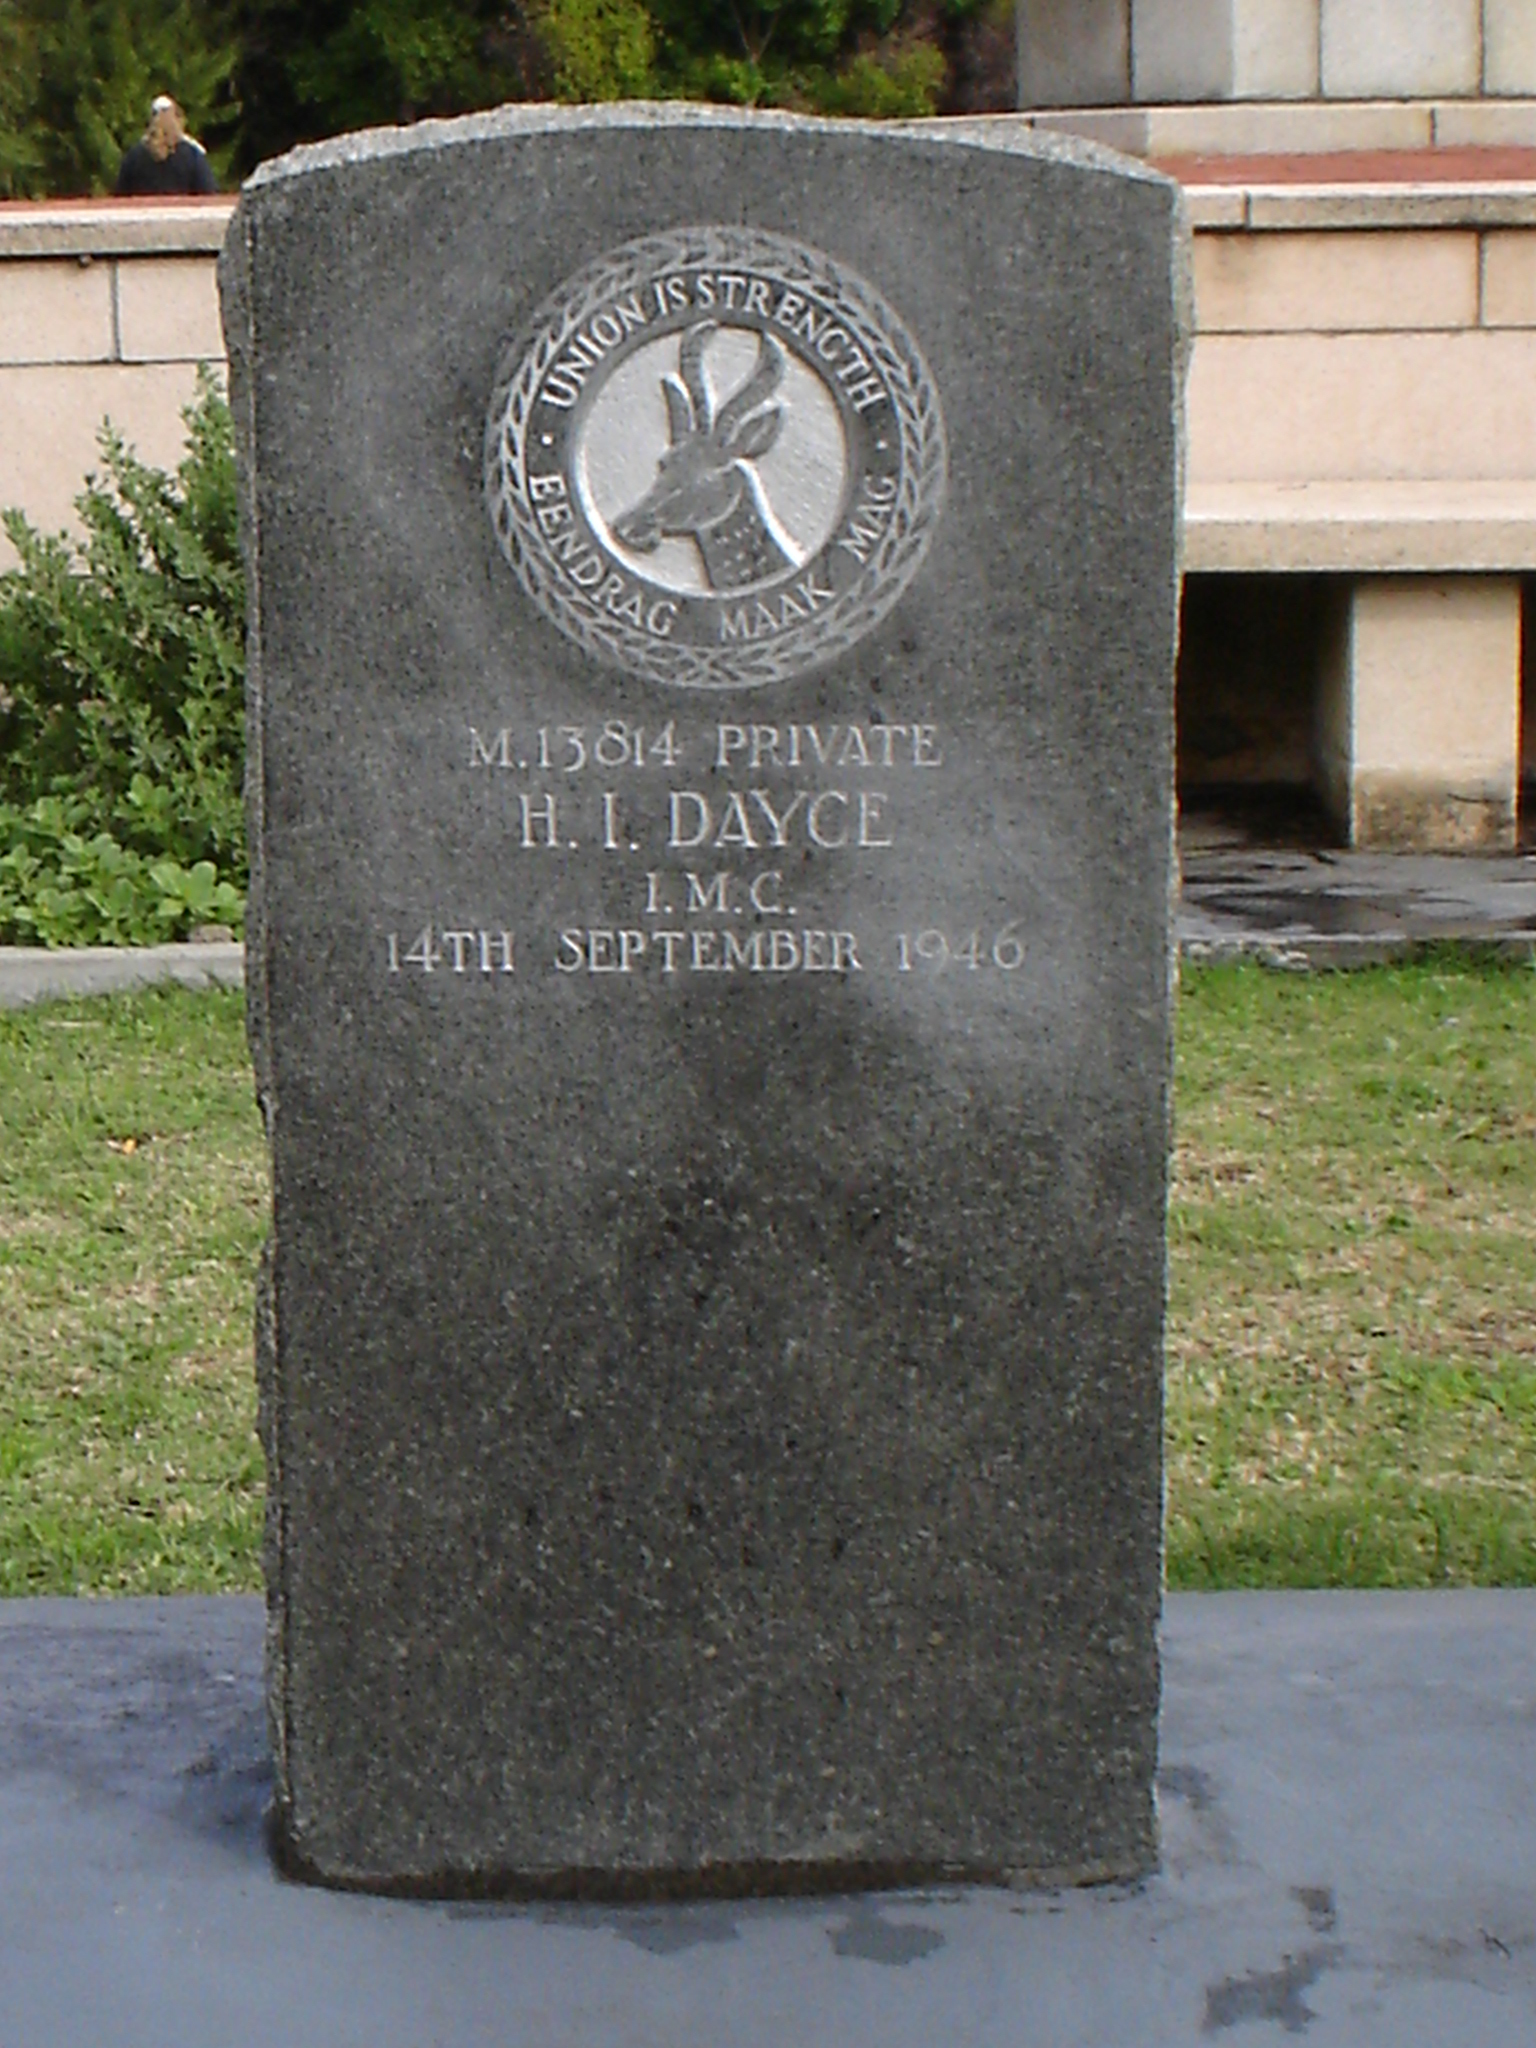 UNION IS STRENGTH
EENDRAG MAAK MAG
M.13814 PRIVATE
H. I. DAYCE
I. M. C.
14TH SEPTEMBER 1946